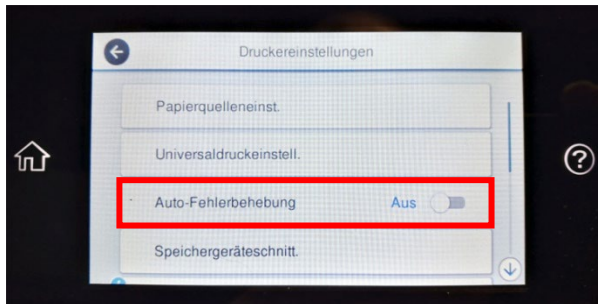 Druckereinstellungen
Papierquelleneinst.
Universaldruckeinstell.
Auto-Fehlerbehebung Aus
Speichergeräteschnitt.
?